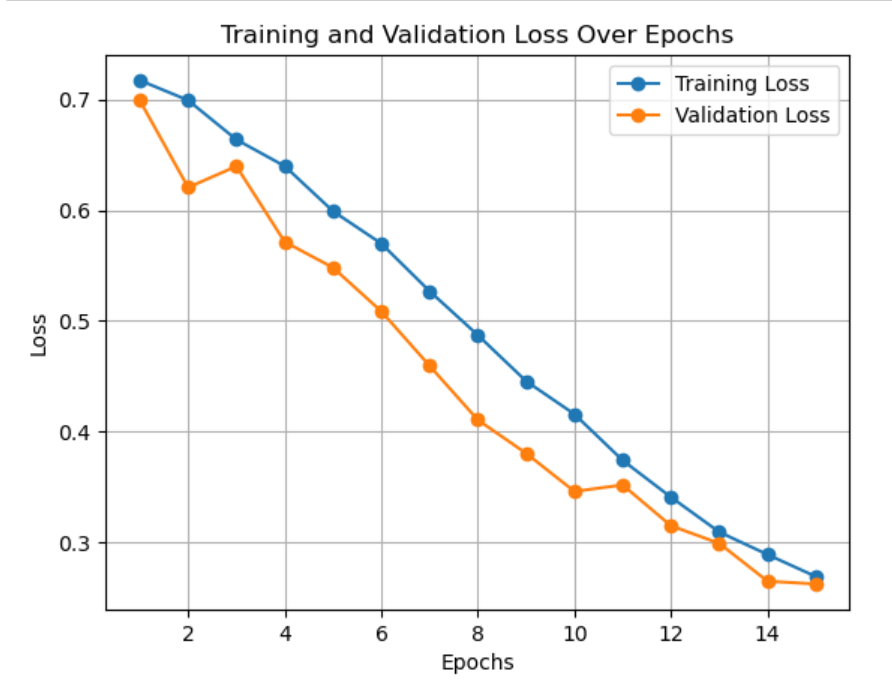 Training and Validation Loss Over Epochs
Training Loss
Validation Loss
0.7
0.6
0.5
0.4
0.3
Loss
2 4 6 8 10 12 14
Epochs